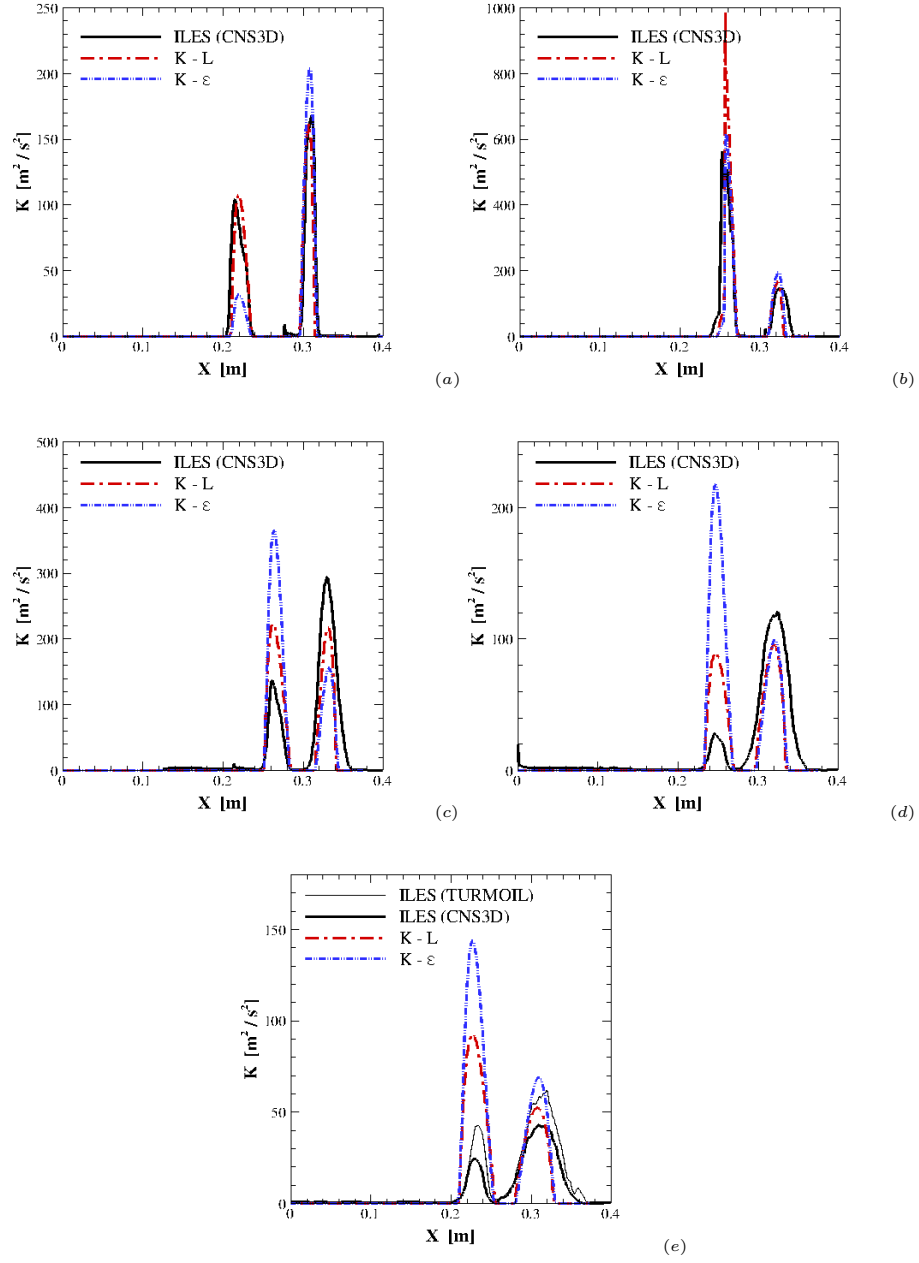 250
200
150
100
50
0
K [m² / s²]
ILES (CNS3D)
K - L
K - ε
0 0.1 0.2 0.3 0.4
X [m]
(a)
1000
800
600
400
200
0
K [m² / s²]
ILES (CNS3D)
K - L
K - ε
0 0.1 0.2 0.3 0.4
X [m]
(b)
500
400
300
200
100
0
K [m² / s²]
ILES (CNS3D)
K - L
K - ε
0 0.1 0.2 0.3 0.4
X [m]
(c)
200
100
0
K [m² / s²]
ILES (CNS3D)
K - L
K - ε
0 0.1 0.2 0.3 0.4
X [m]
(d)
150
100
50
0
K [m² / s²]
ILES (TURMOIL)
ILES (CNS3D)
K - L
K - ε
0 0.1 0.2 0.3 0.4
X [m]
(e)